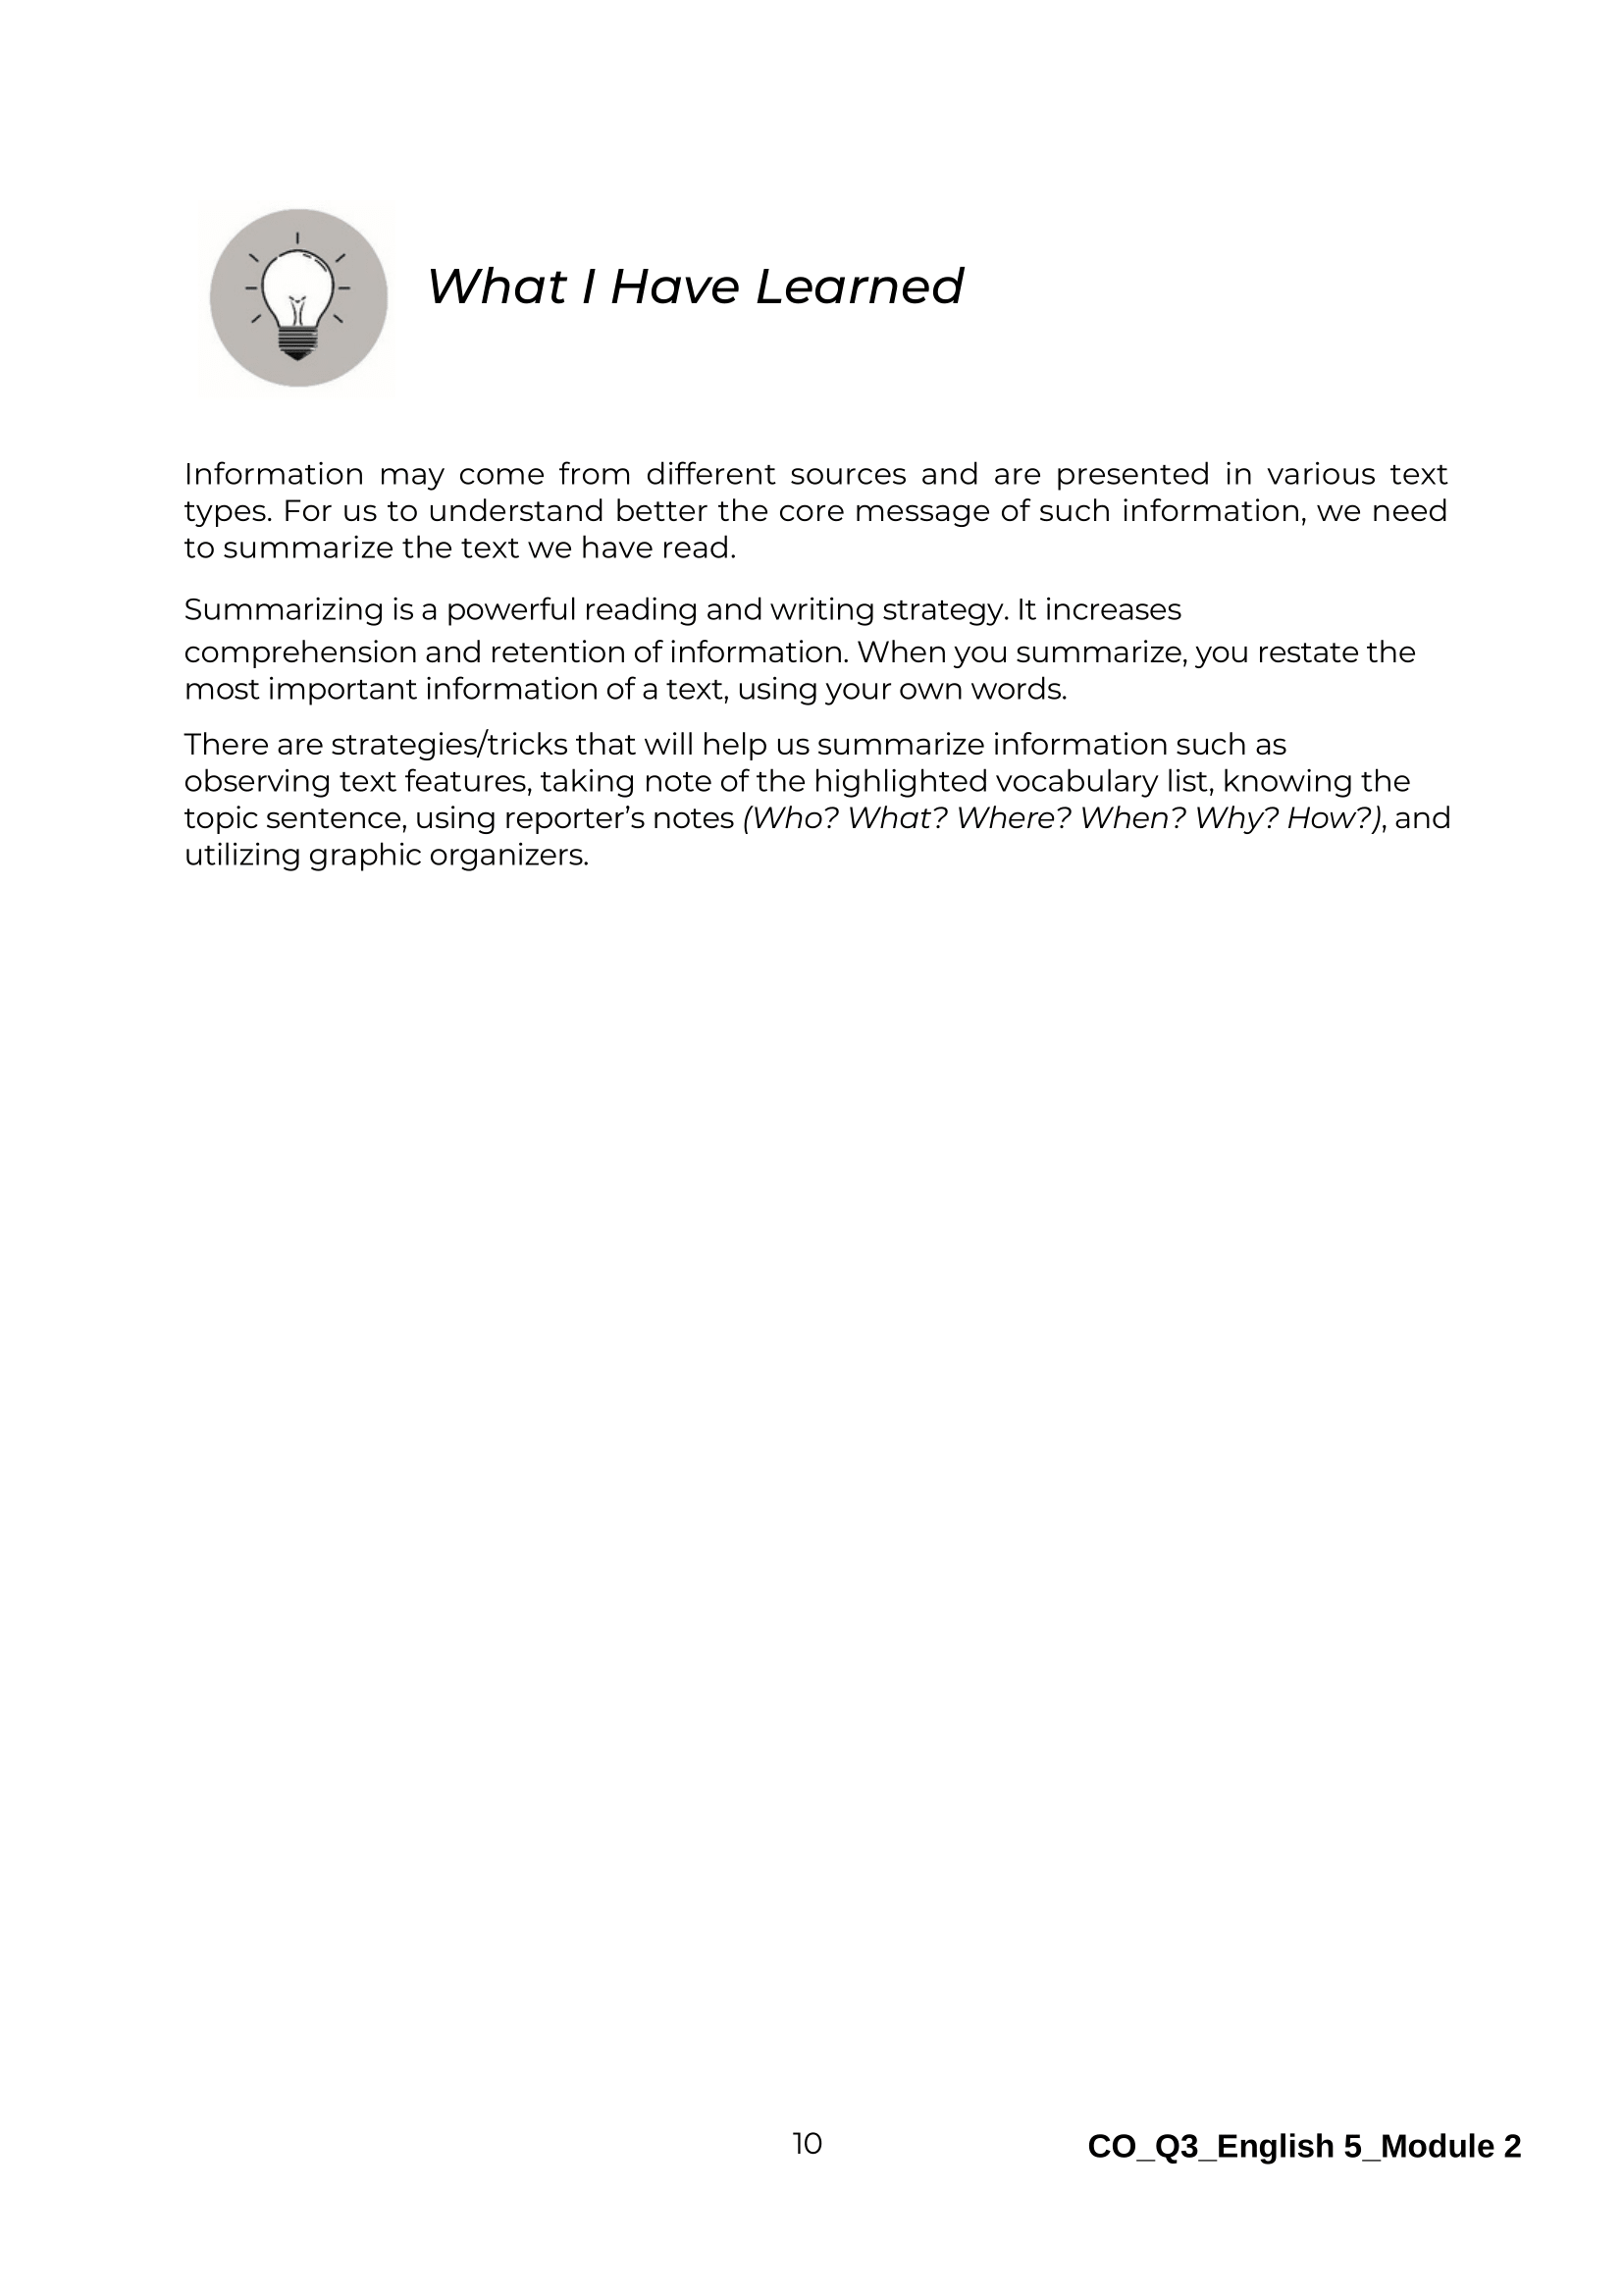 What I Have Learned
Information may come from different sources and are presented in various text
types. For us to understand better the core message of such information, we need
to summarize the text we have read.
Summarizing is a powerful reading and writing strategy. It increases
comprehension and retention of information. When you summarize, you restate the
most important information of a text, using your own words.
There are strategies/tricks that will help us summarize information such as
observing text features, taking note of the highlighted vocabulary list, knowing the
topic sentence, using reporter’s notes (Who? What? Where? When? Why? How?), and
utilizing graphic organizers.
10
CO_Q3_English 5_Module 2